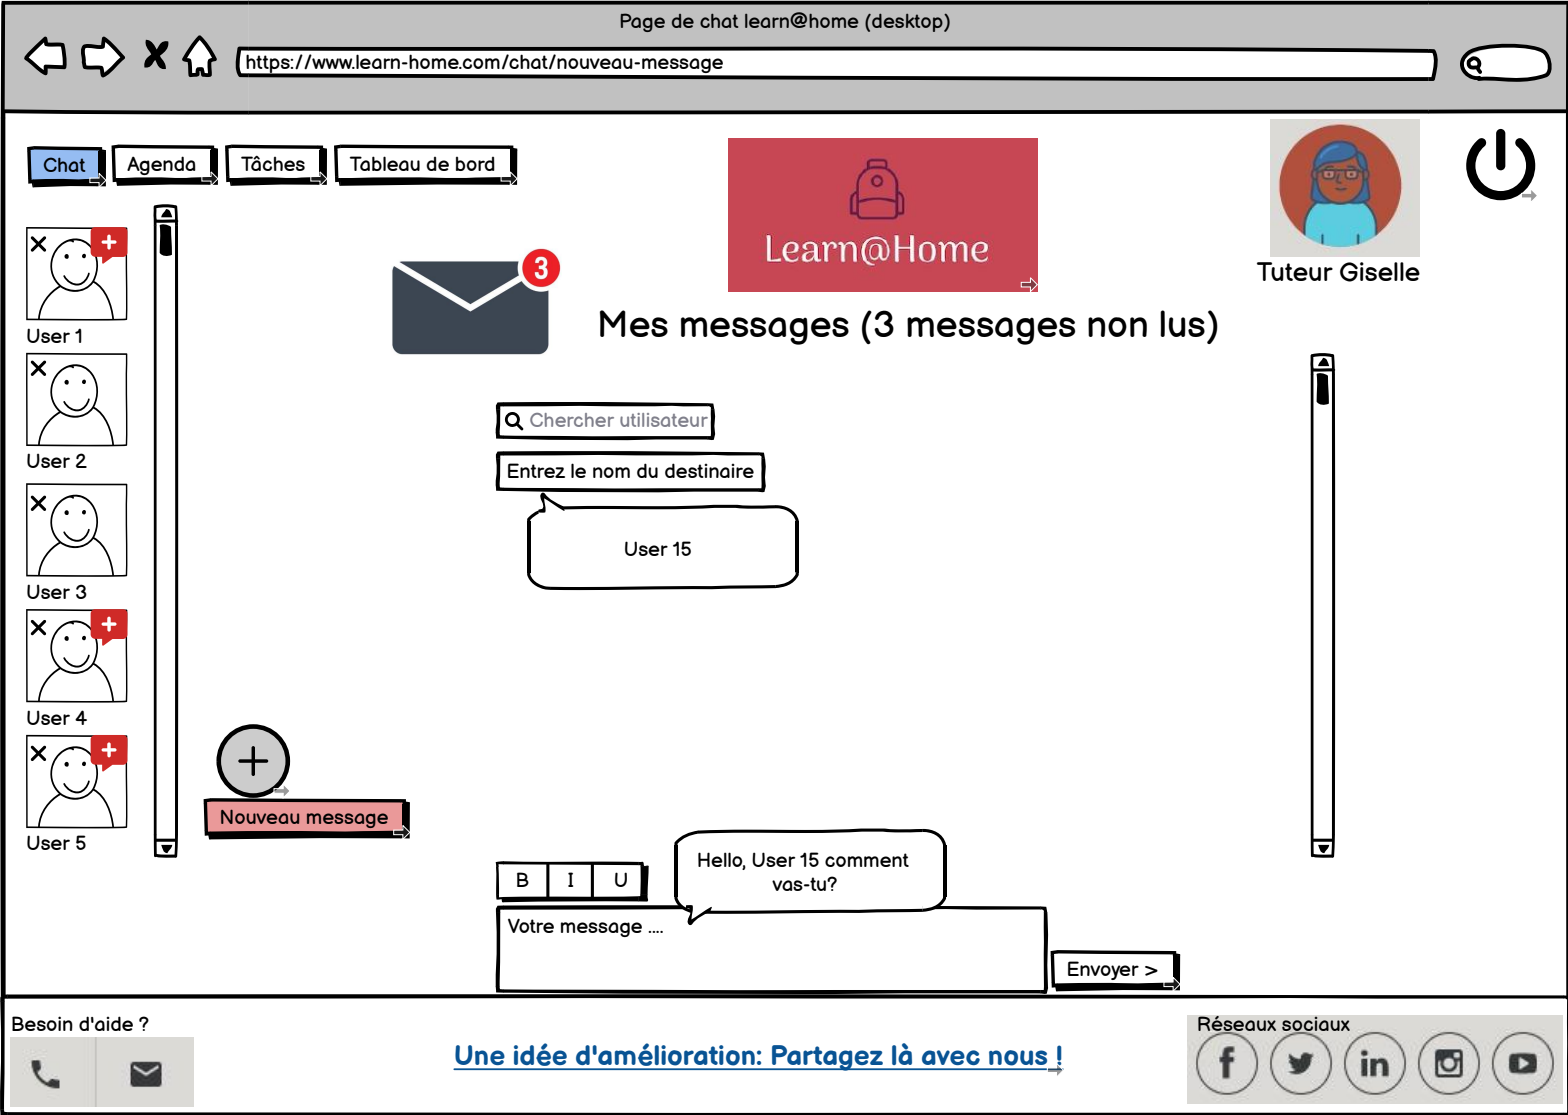 Page de chat learn@home (desktop)
https://www.learn-home.com/chat/nouveau-message
Chat
Agenda
Tâches
Tableau de bord
Learn@Home
Tuteur Giselle
3
Mes messages (3 messages non lus)
User 1
User 2
User 3
User 4
User 5
Chercher utilisateur
Entrez le nom du destinaire
User 15
Nouveau message
Hello, User 15 comment
vas-tu?
B I U
Votre message ....
Envoyer >
Besoin d'aide ?
Une idée d'amélioration: Partagez là avec nous !
Réseaux sociaux